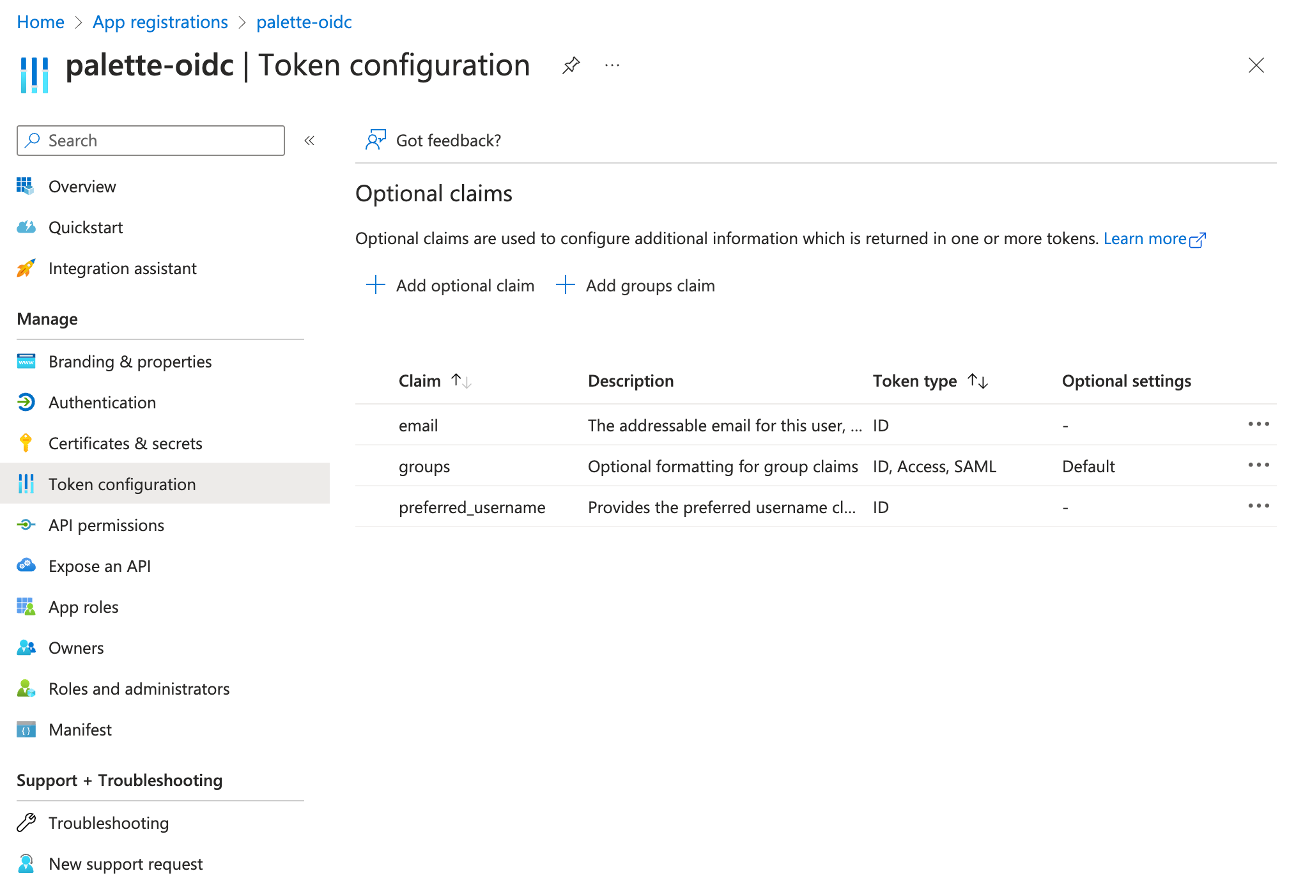 Home > App registrations > palette-oidc
palette-oidc | Token configuration
Search
Overview
Quickstart
Integration assistant
Manage
Branding & properties
Authentication
Certificates & secrets
Token configuration
API permissions
Expose an API
App roles
Owners
Roles and administrators
Manifest
Support + Troubleshooting
Troubleshooting
New support request
Got feedback?
Optional claims
Optional claims are used to configure additional information which is returned in one or more tokens. Learn more
Add optional claim Add groups claim
Claim Description Token type Optional settings
email The addressable email for this user, ... ID -
groups Optional formatting for group claims ID, Access, SAML Default
preferred_username Provides the preferred username cl... ID -